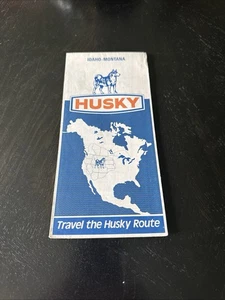 IDAHO-MONTANA
HUSKY
Travel the Husky Route